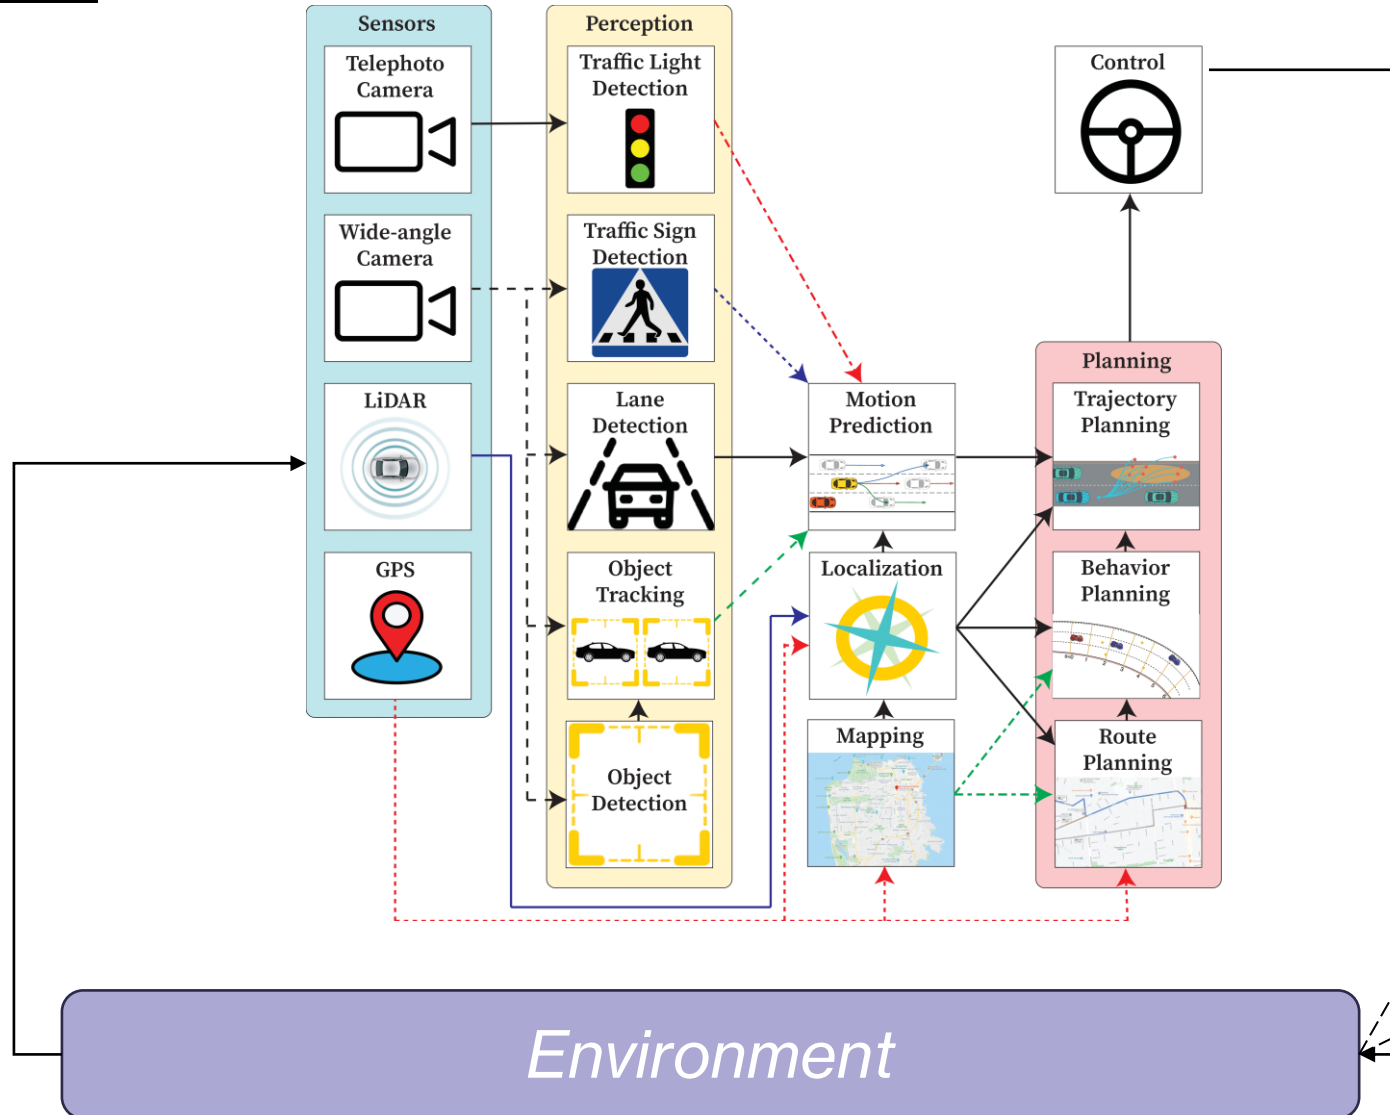 Sensors
Telephoto
Camera
Wide-angle
Camera
LiDAR
GPS
Perception
Traffic Light
Detection
Traffic Sign
Detection
Lane
Detection
Object
Tracking
Object
Detection
Motion
Prediction
Localization
Mapping
Control
Planning
Trajectory
Planning
Behavior
Planning
Route
Planning
Environment